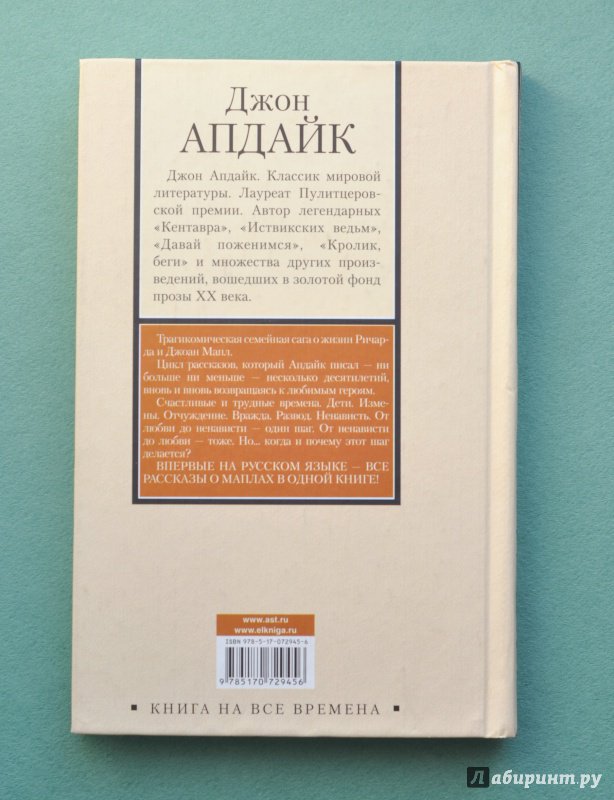 Джон
АПДАЙК
Джон Апдайк. Классик мировой
литературы. Лауреат Пулитцеров-
ской премии. Автор легендарных
«Кентавра», «Иствикских ведьм»,
«Давай поженимся», «Кролик,
беги» и множества других произ-
ведений, вошедших в золотой фонд
прозы XX века.
Трагикомическая семейная сага о жизни Ричар-
да и Джоан Мапл.
Цикл рассказов, который Апдайк писал — ни
больше ни меньше — несколько десятилетий,
вновь и вновь возвращаясь к любимым героям.
Счастливые и трудные времена. Дети. Изме-
ны. Отчуждение. Вражда. Развод. Ненависть. От
любви до ненависти — один шаг. От ненависти
до любви — тоже. Но... когда и почему этот шаг
делается?
ВПЕРВЫЕ НА РУССКОМ ЯЗЫКЕ — ВСЕ
РАССКАЗЫ О МАПЛАХ В ОДНОЙ КНИГЕ!
www.ast.ru
www.elkniga.ru
ISBN 978-5-17-072945-6
9 785170 729456
▪ КНИГА НА ВСЕ ВРЕМЕНА ▪
Лабиринт.ру